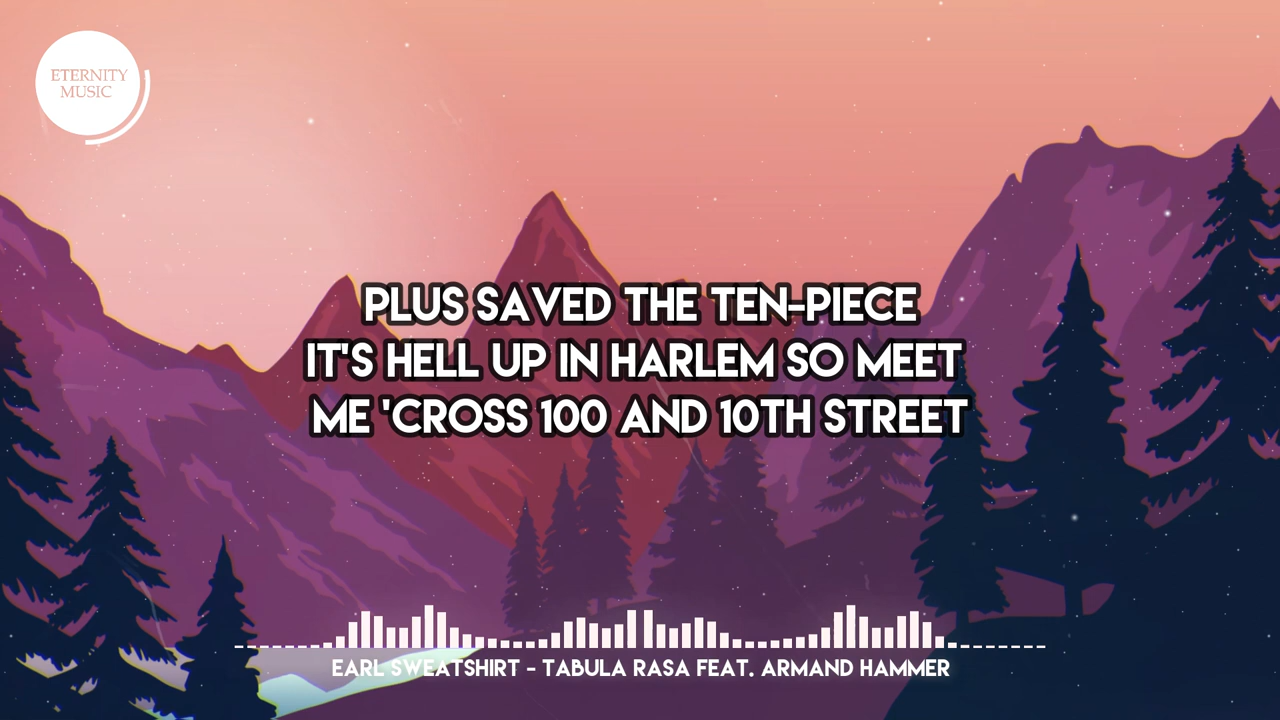 ETERNITY
MUSIC
PLUS SAVED THE TEN-PIECE
IT'S HELL UP IN HARLEM SO MEET
ME 'CROSS 100 AND 10TH STREET
EARL SWEATSHIRT - TABULA RASA FEAT. ARMAND HAMMER